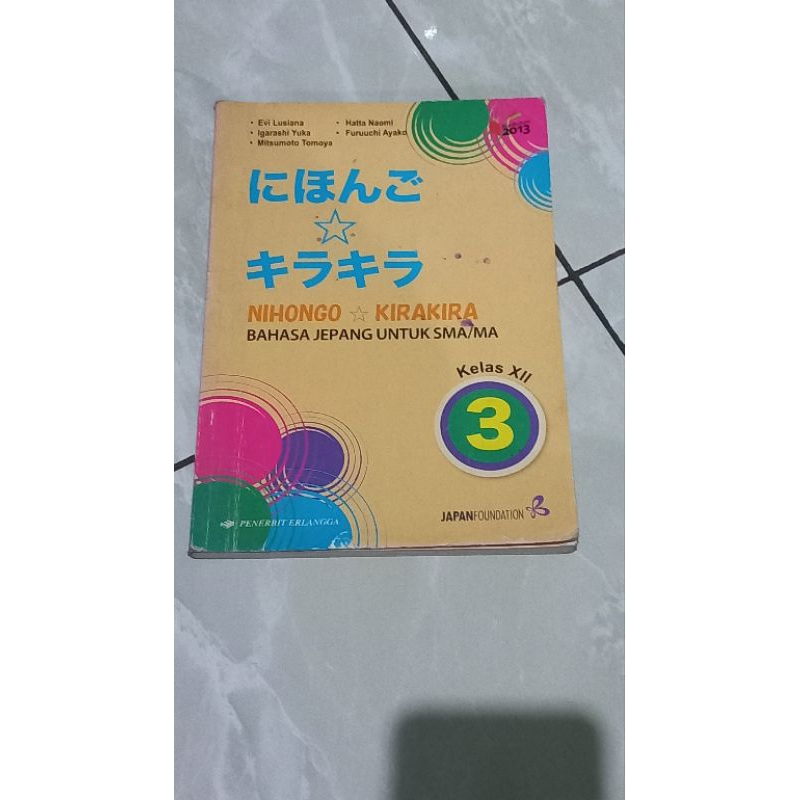 • Evi Lusiana • Hatta Naomi
• Igarashi Yuka • Furuuchi Ayako
• Mitsumoto Tomoya
2013
にほんご
☆
キラキラ
NIHONGO ☆ KIRAKIRA
BAHASA JEPANG UNTUK SMA/MA
Kelas XII
3
PENERBIT ERLANGGA
JAPANFOUNDATION